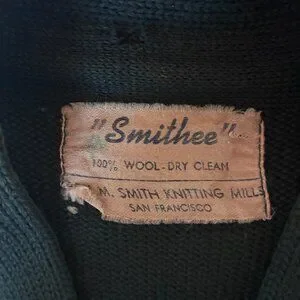 "Smithee"
100% WOOL-DRY CLEAN
M. SMITH KNITTING MILLS
SAN FRANCISCO